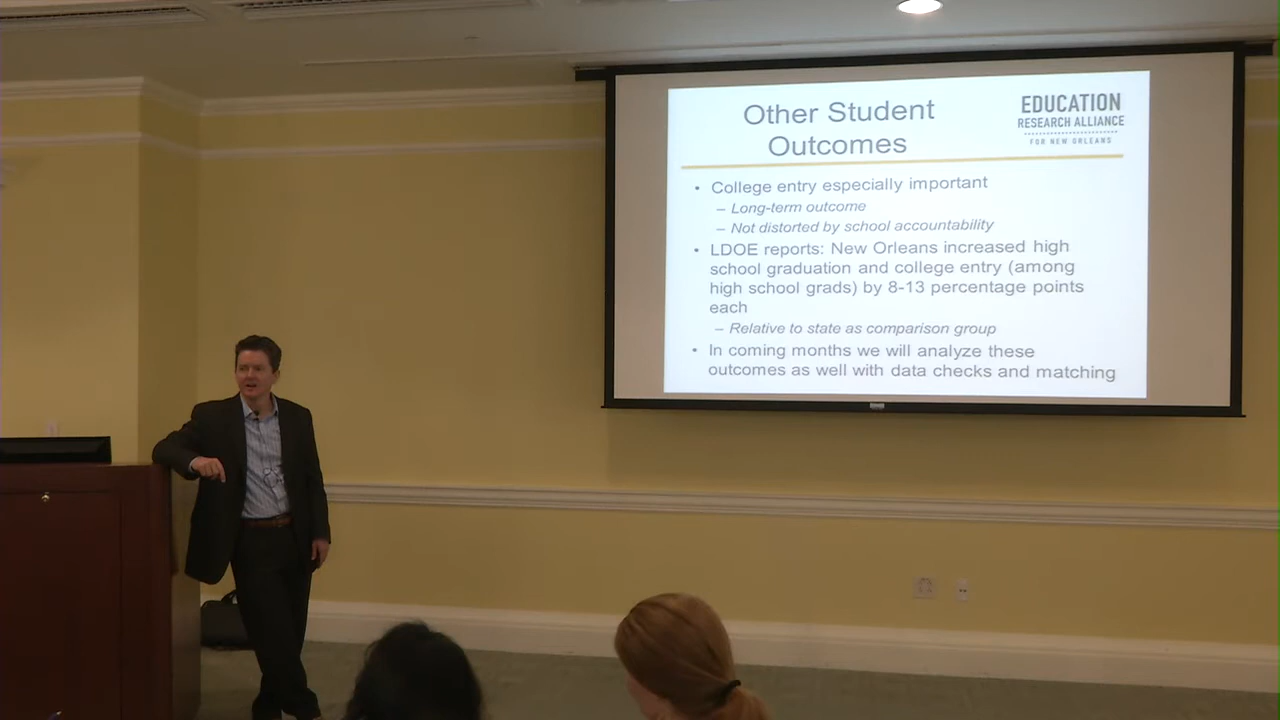 Other Student
Outcomes
EDUCATION
RESEARCH ALLIANCE
FOR NEW ORLEANS
• College entry especially important
– Long-term outcome
– Not distorted by school accountability
• LDOE reports: New Orleans increased high
school graduation and college entry (among
high school grads) by 8-13 percentage points
each
– Relative to state as comparison group
• In coming months we will analyze these
outcomes as well with data checks and matching